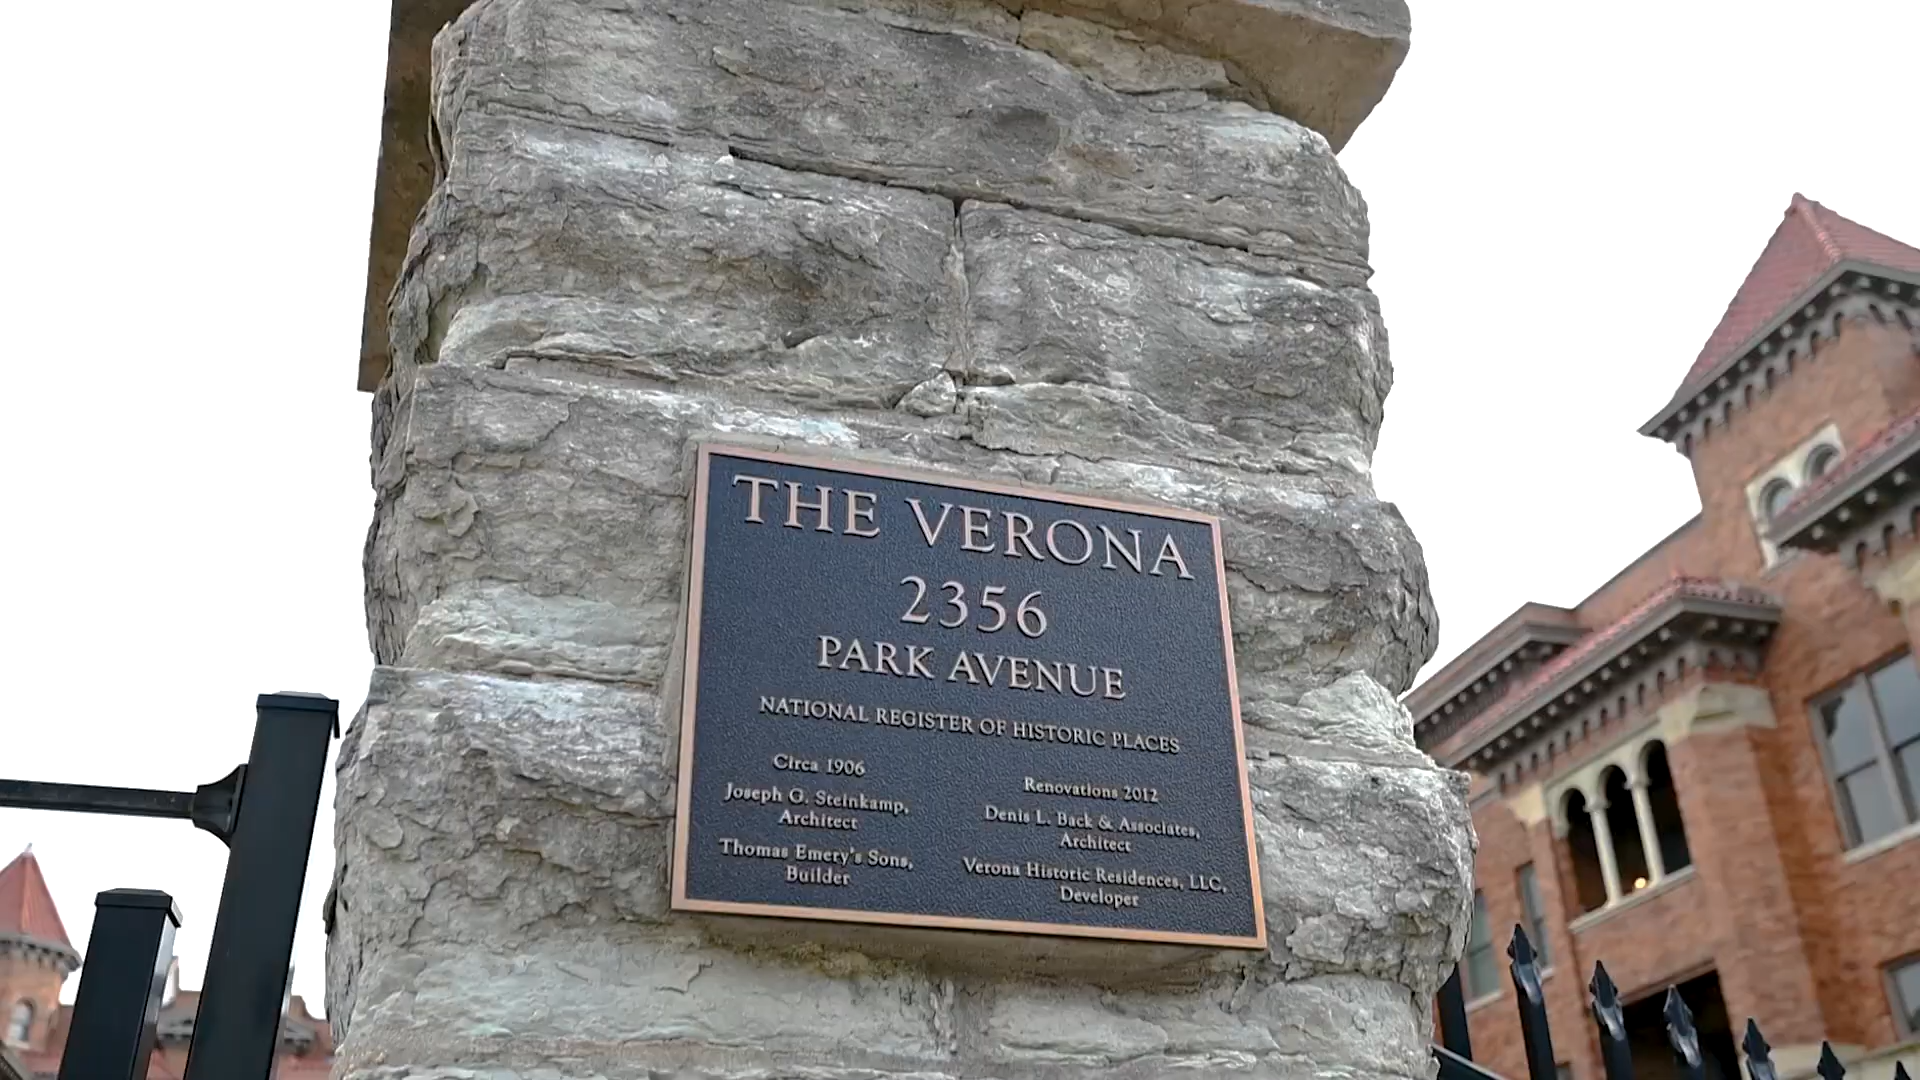 THE VERONA
2356
PARK AVENUE
NATIONAL REGISTER OF HISTORIC PLACES
Circa 1906
Joseph G. Steinkamp,
Architect
Thomas Emery's Sons,
Builder
Renovations 2012
Denis L. Back & Associates,
Architect
Verona Historic Residences, LLC,
Developer